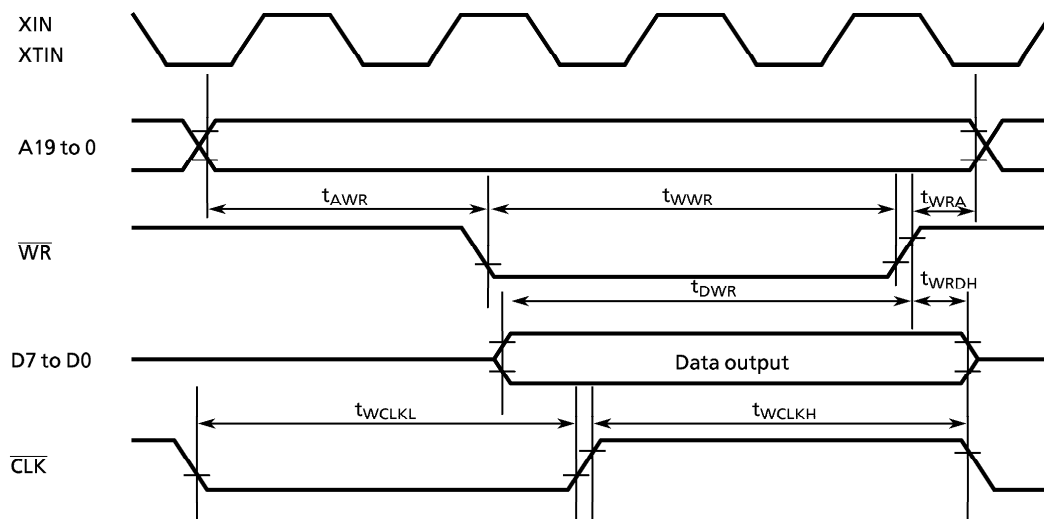 XIN
XTIN
A19 to 0
tAWR
tWWR
tWRA
WR
tWRDH
tDWR
D7 to D0
Data output
tWCLKL
tWCLKH
CLK